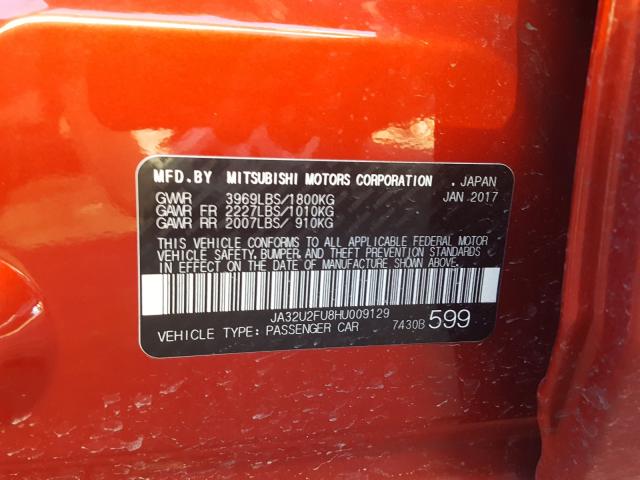 MFD.BY MITSUBISHI MOTORS CORPORATION . JAPAN
JAN 2017
GVWR 3969LBS/1800KG
GAWR FR 2227LBS/1010KG
GAWR RR 2007LBS/ 910KG
THIS VEHICLE CONFORMS TO ALL APPLICABLE FEDERAL MOTOR
VEHICLE SAFETY, BUMPER, AND THEFT PREVENTION STANDARDS
IN EFFECT ON THE DATE OF MANUFACTURE SHOWN ABOVE.
JA32U2FU8HU009129
VEHICLE TYPE: PASSENGER CAR 7430B 599